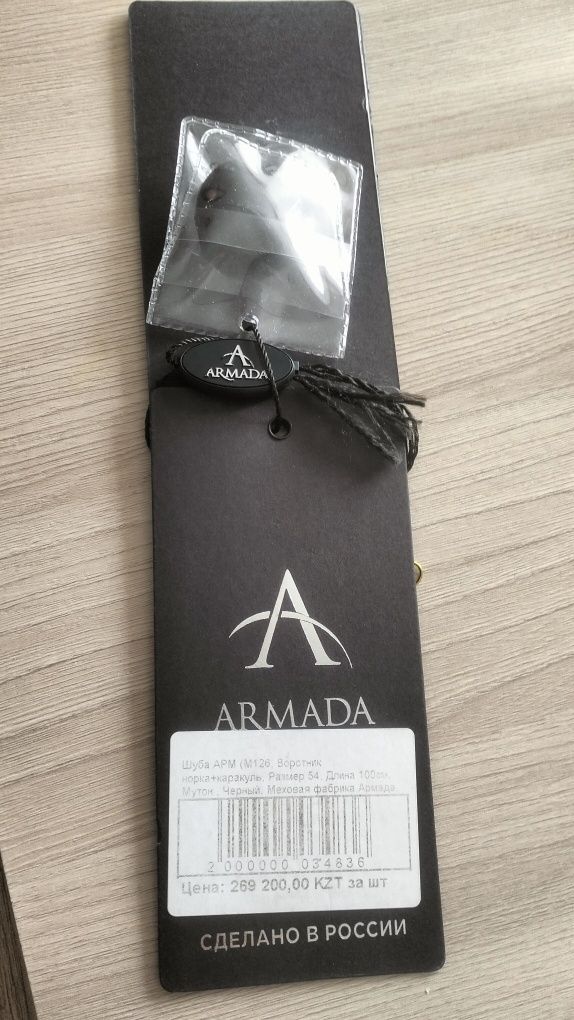 ARMADA
ARMADA
Шуба АРМ (М126, Воротник
норка+каракуль, Размер 54, Длина 100см,
Мутон , Черный, Меховая фабрика Армада
2 000000 034836
Цена: 269 200,00 KZT за шт
СДЕЛАНО В РОССИИ